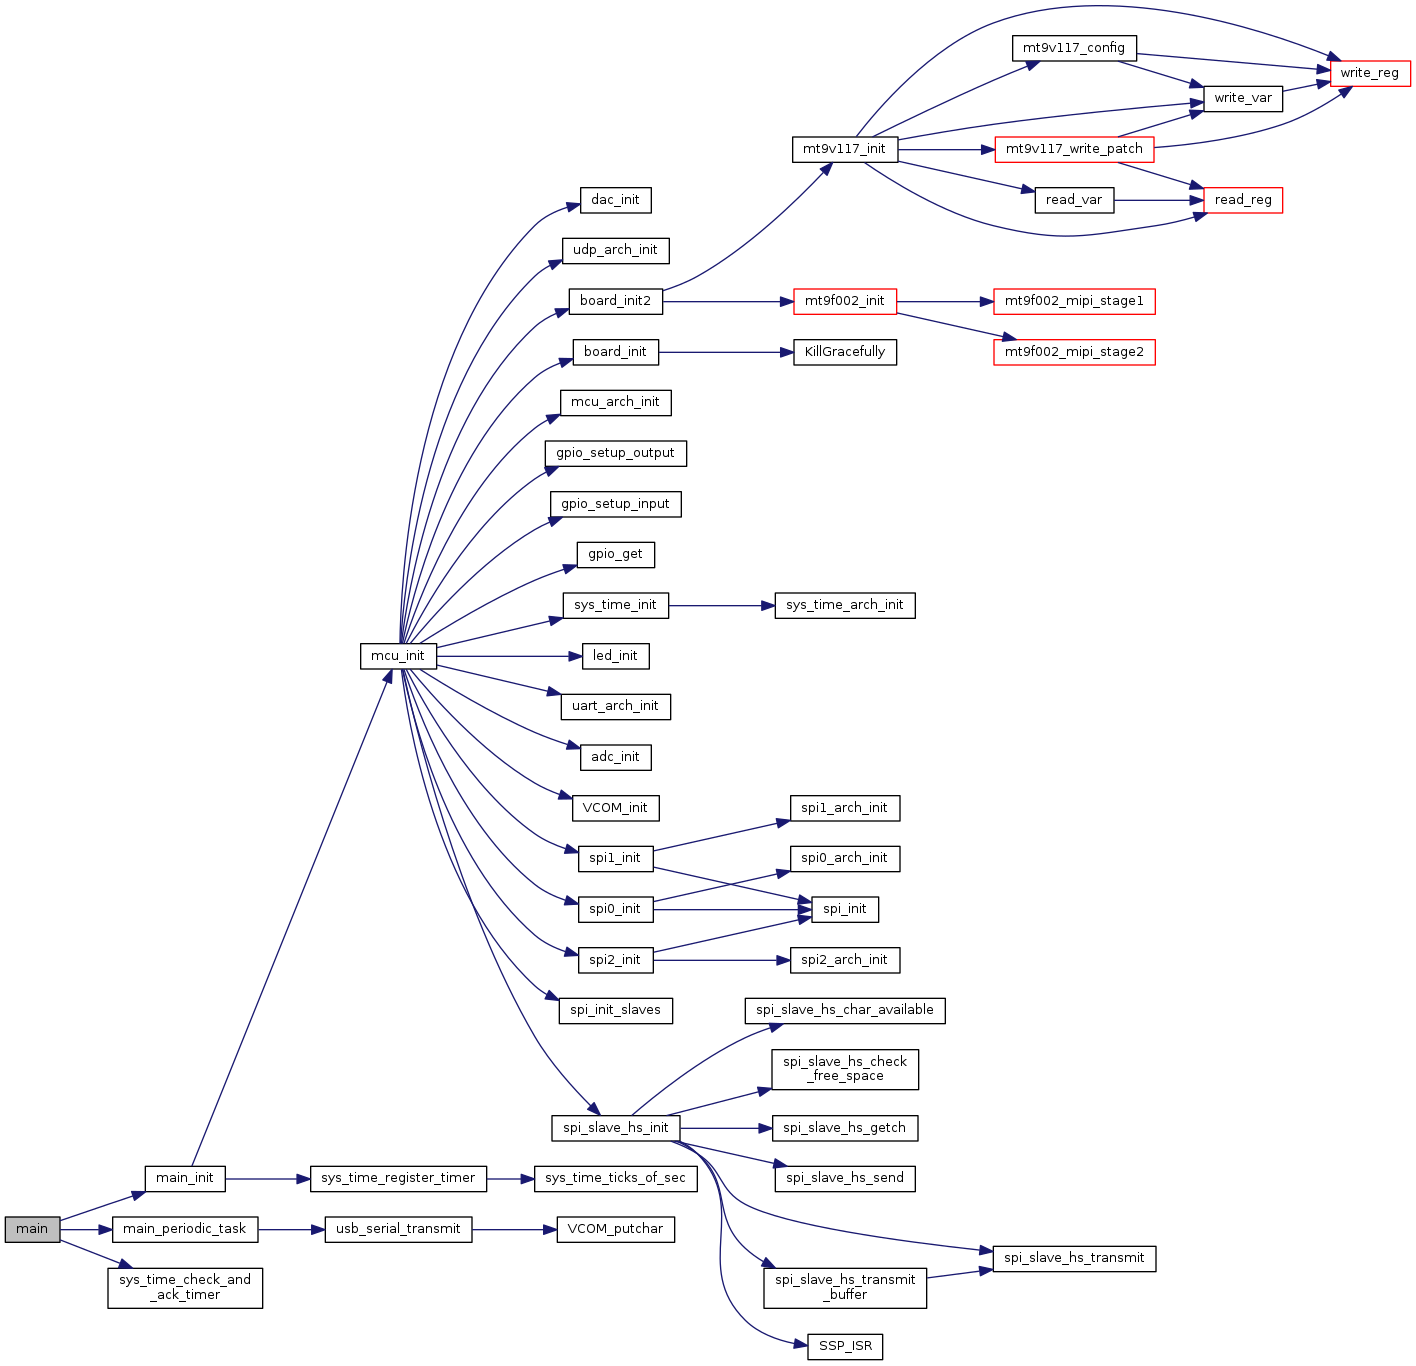 mt9v117_config
write_reg
write_var
mt9v117_init
mt9v117_write_patch
dac_init
read_var
read_reg
udp_arch_init
board_init2
mt9f002_init
mt9f002_mipi_stage1
board_init
KillGracefully
mt9f002_mipi_stage2
mcu_arch_init
gpio_setup_output
gpio_setup_input
gpio_get
sys_time_init
sys_time_arch_init
mcu_init
led_init
uart_arch_init
adc_init
VCOM_init
spi1_arch_init
spi1_init
spi0_arch_init
spi0_init
spi_init
spi2_init
spi2_arch_init
spi_init_slaves
spi_slave_hs_char_available
spi_slave_hs_check
_free_space
spi_slave_hs_init
spi_slave_hs_getch
main_init
sys_time_register_timer
sys_time_ticks_of_sec
spi_slave_hs_send
main
main_periodic_task
usb_serial_transmit
VCOM_putchar
spi_slave_hs_transmit
sys_time_check_and
_ack_timer
spi_slave_hs_transmit
_buffer
SSP_ISR